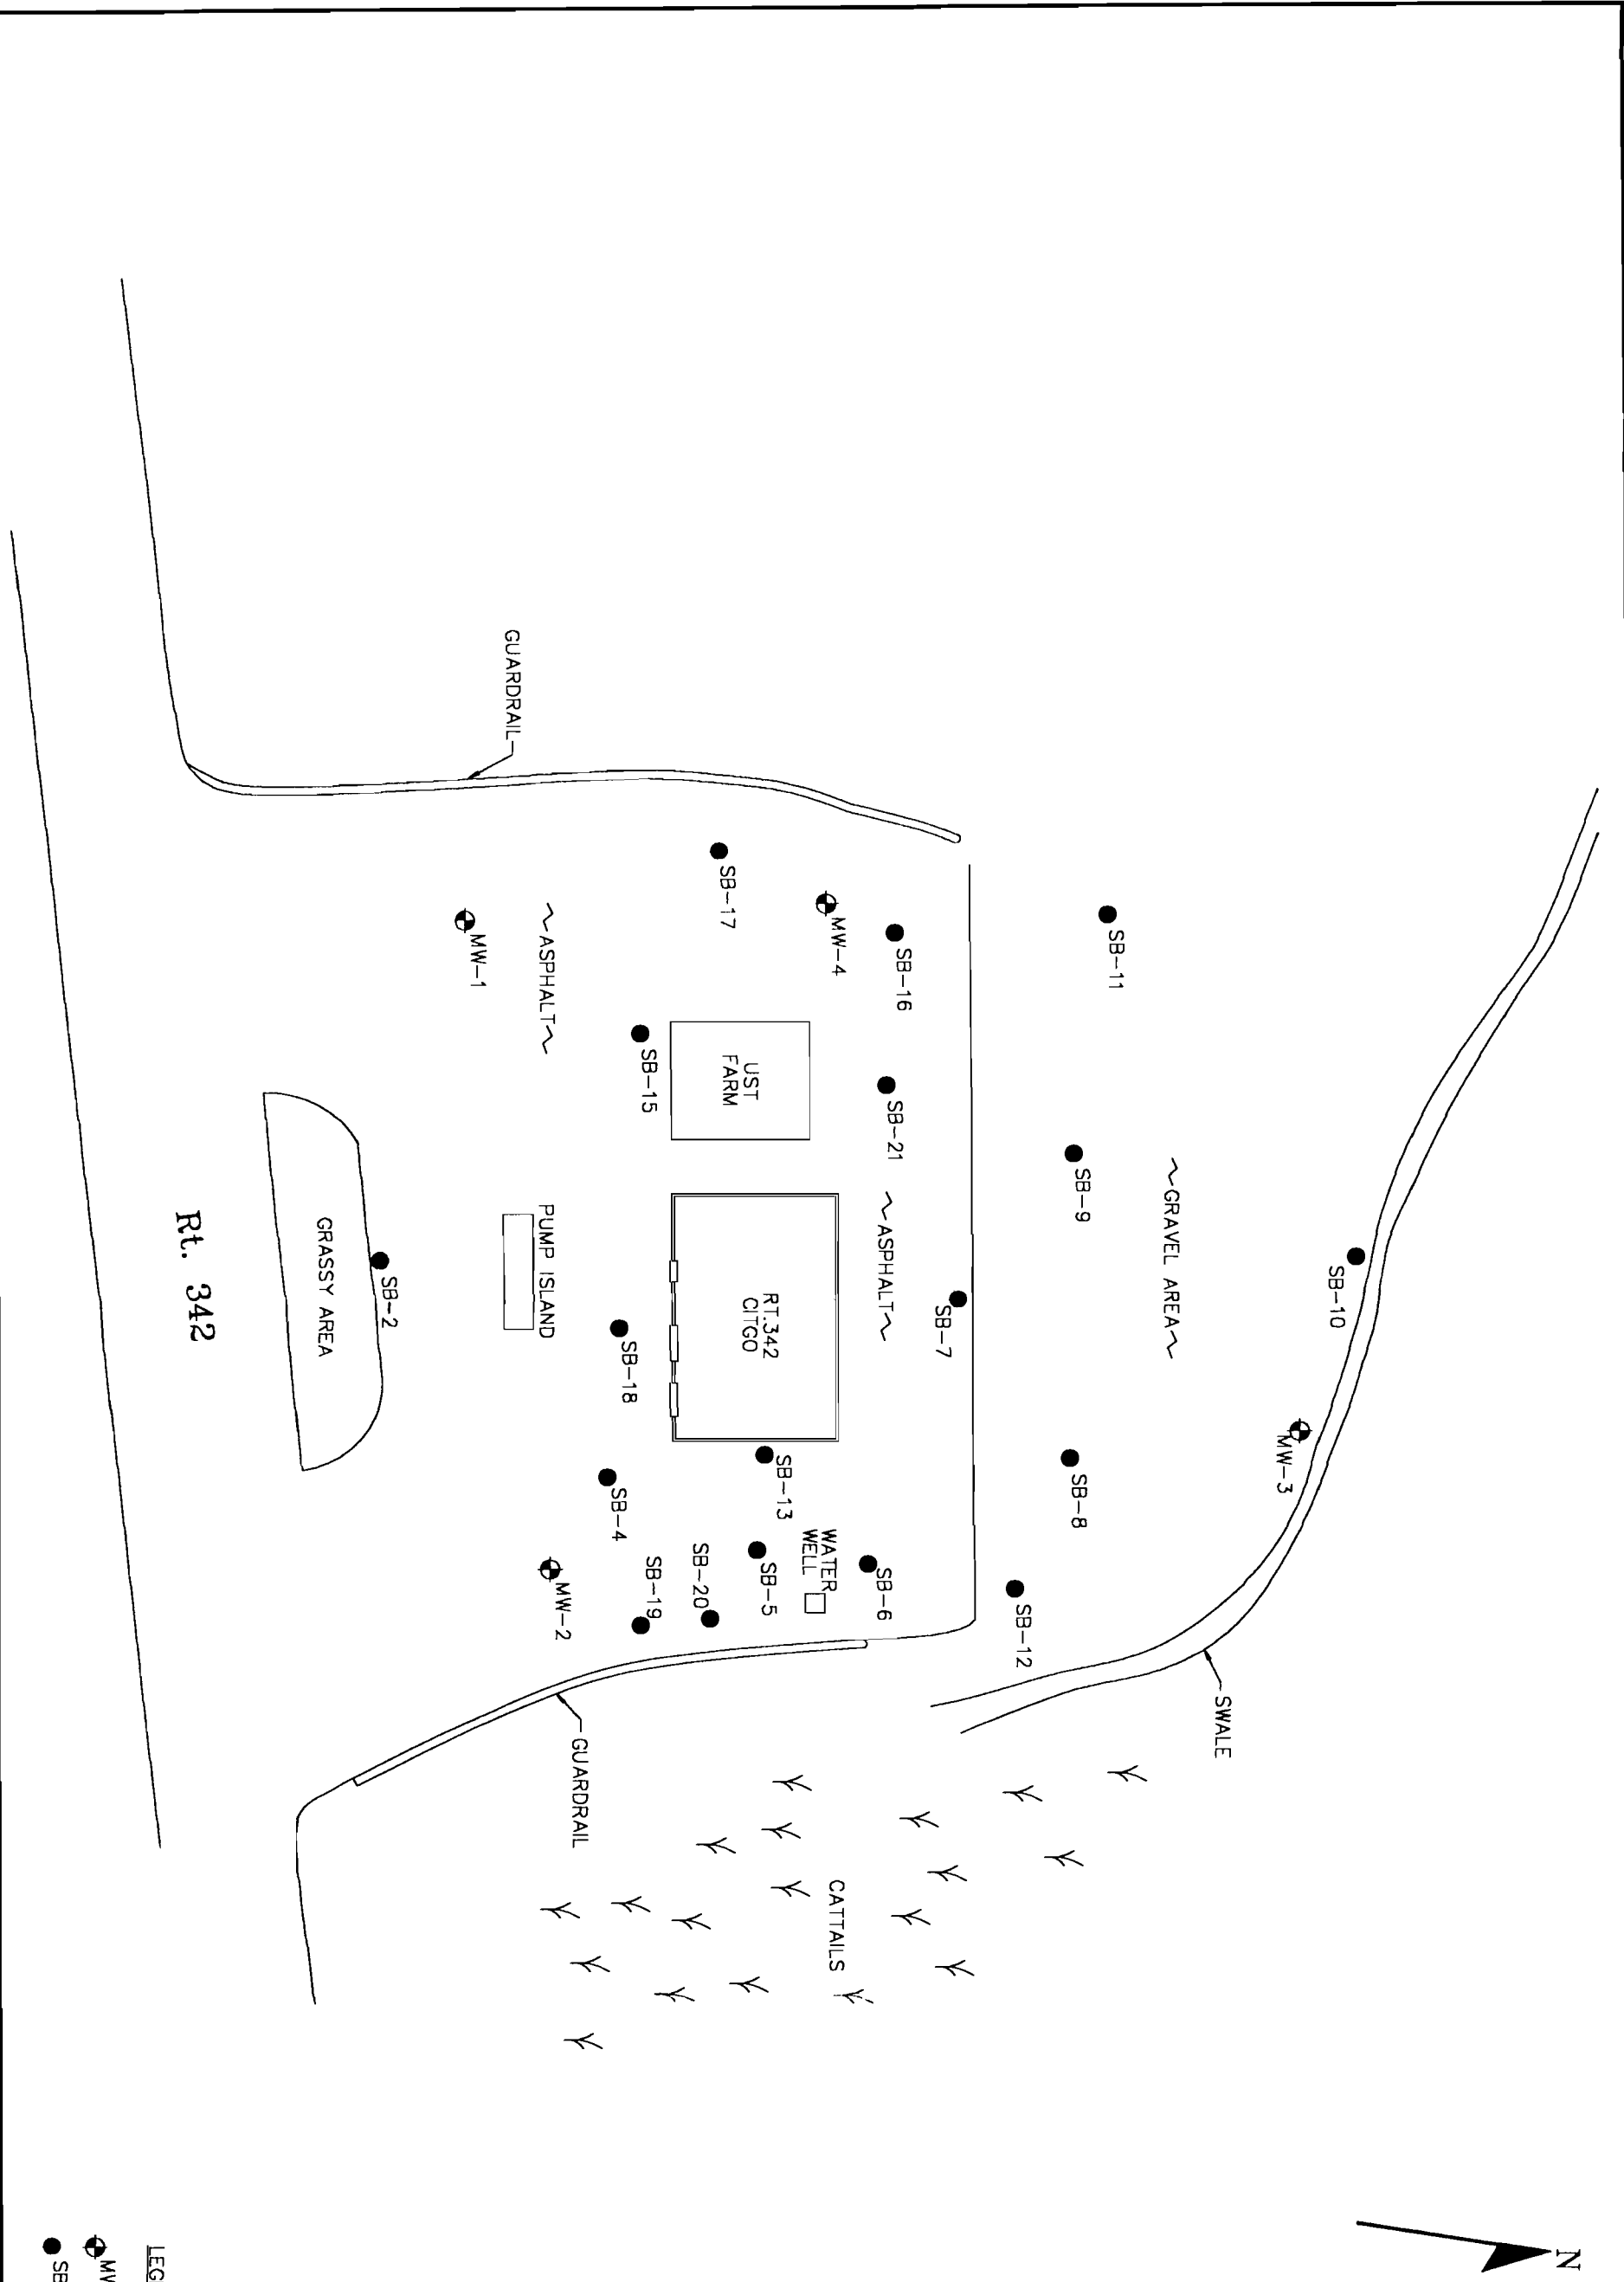 N
SB-10
MW-3
SWALE
~GRAVEL AREA~
SB-11
SB-9
SB-8
SB-12
SB-7
SB-16
SB-21
~ASPHALT~
SB-6
MW-4
WATER
WELL
CATTAILS
SB-17
UST
FARM
RT.342
CITGO
SB-13
SB-5
SB-20
SB-15
SB-18
SB-4
SB-19
GUARDRAIL
~ASPHALT~
PUMP ISLAND
MW-2
GUARDRAIL
MW-1
SB-2
GRASSY AREA
Rt. 342
LEG
MW
SB